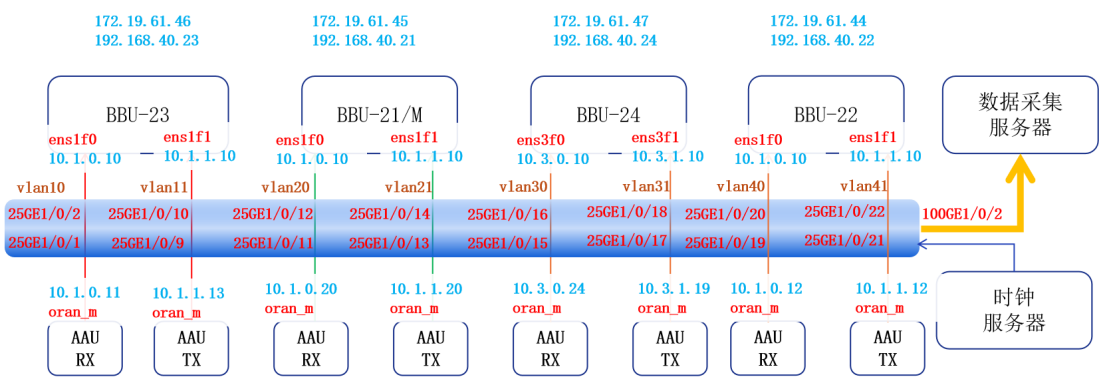 172.19.61.46
192.168.40.23
172.19.61.45
192.168.40.21
172.19.61.47
192.168.40.24
172.19.61.44
192.168.40.22
BBU-23
BBU-21/M
BBU-24
BBU-22
数据采集
服务器
ens1f0
ens1f1
ens1f0
ens1f1
ens3f0
ens3f1
ens1f0
ens1f1
10.1.0.10
10.1.1.10
10.1.0.10
10.1.1.10
10.3.0.10
10.3.1.10
10.1.0.10
10.1.1.10
vlan10
vlan11
vlan20
vlan21
vlan30
vlan31
vlan40
vlan41
25GE1/0/2
25GE1/0/10
25GE1/0/12
25GE1/0/14
25GE1/0/16
25GE1/0/18
25GE1/0/20
25GE1/0/22
100GE1/0/2
25GE1/0/1
25GE1/0/9
25GE1/0/11
25GE1/0/13
25GE1/0/15
25GE1/0/17
25GE1/0/19
25GE1/0/21
10.1.0.11
10.1.1.13
10.1.0.20
10.1.1.20
10.3.0.24
10.3.1.19
10.1.0.12
10.1.1.12
oran_m
oran_m
oran_m
oran_m
oran_m
oran_m
oran_m
oran_m
时钟
服务器
AAU
RX
AAU
TX
AAU
RX
AAU
TX
AAU
RX
AAU
TX
AAU
RX
AAU
TX